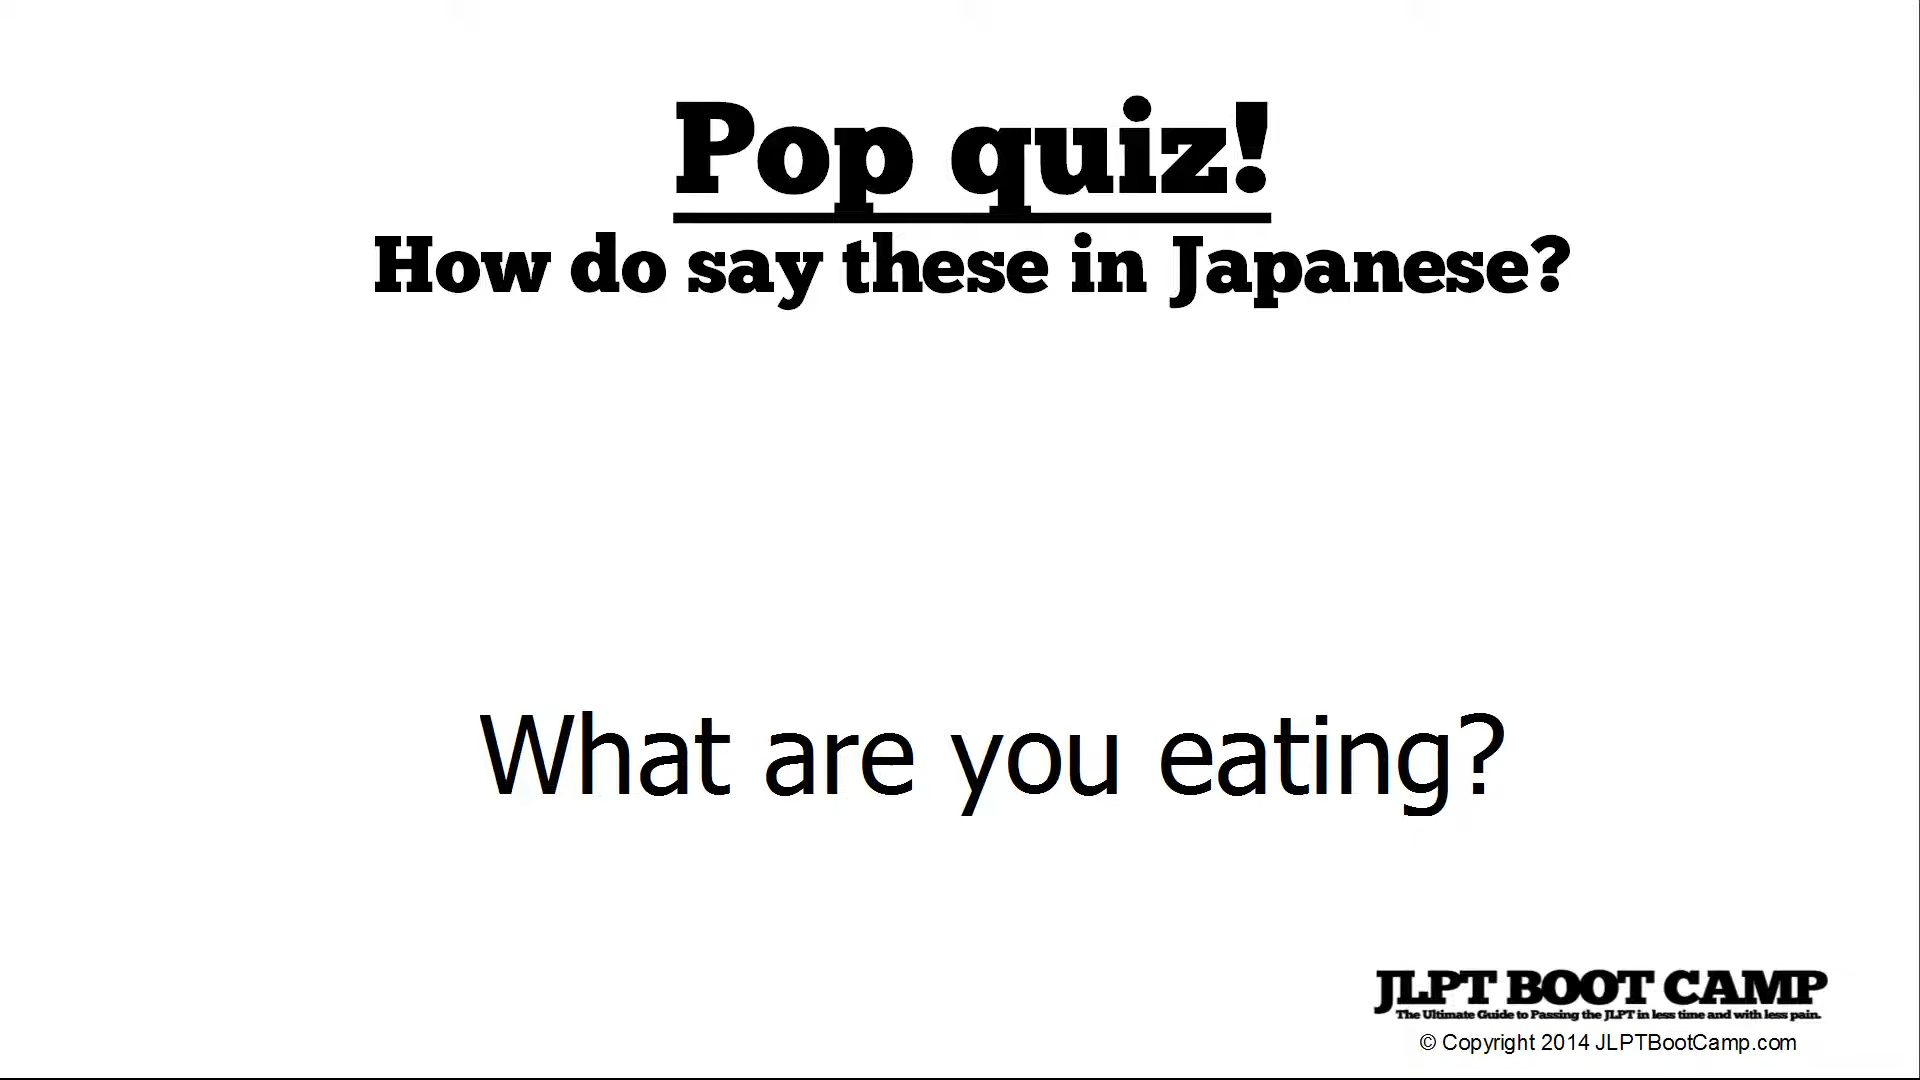 Pop quiz!
How do say these in Japanese?
What are you eating?
JLPT BOOT CAMP
The Ultimate Guide to Passing the JLPT in less time and with less pain.
© Copyright 2014 JLPTBootCamp.com